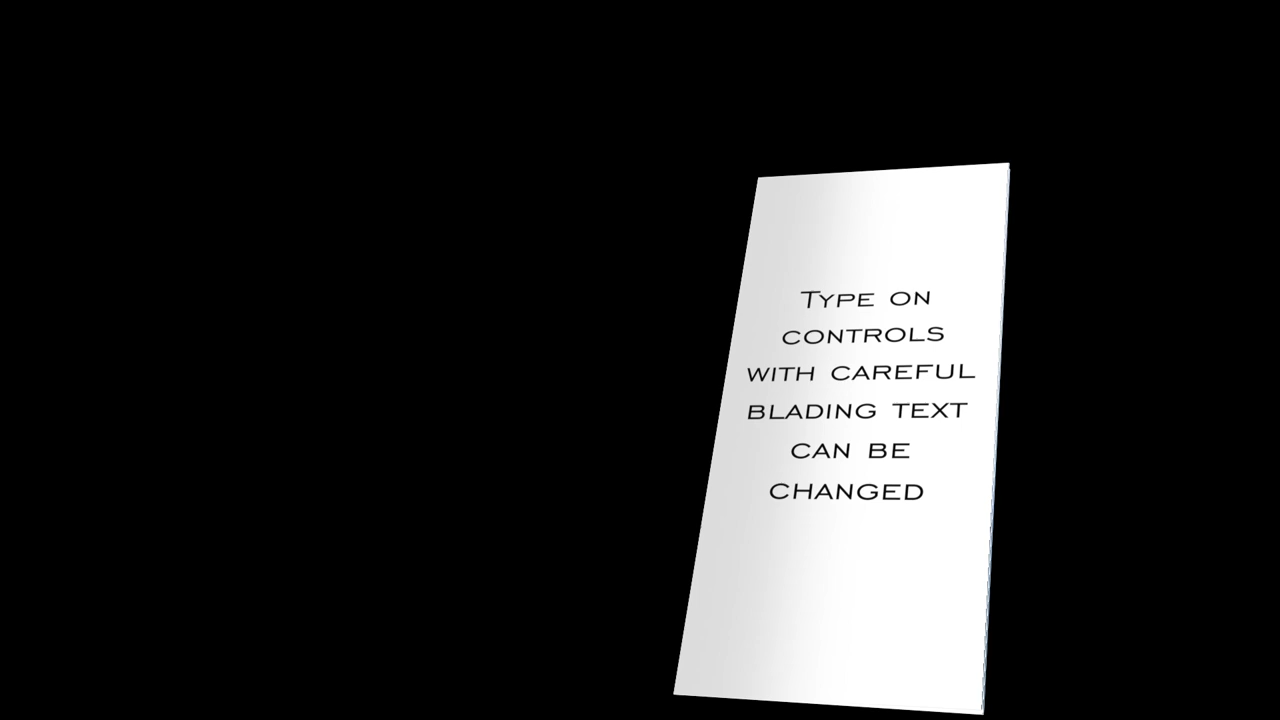 Type on
controls
with careful
blading text
can be
changed